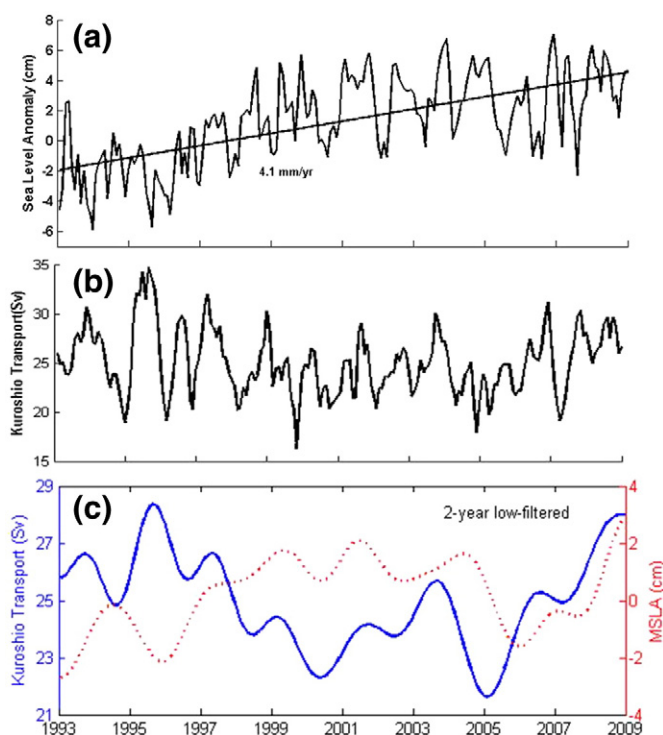 (a)
Sea Level Anomaly (cm)
8
6
4
2
0
-2
-4
-6
4.1 mm/yr
(b)
Kuroshio Transport(Sv)
35
30
25
20
15
(c)
2-year low-filtered
Kuroshio Transport (Sv)
29
27
25
23
21
4
2
0
-2
-4
MSLA (cm)
1993 1995 1997 1999 2001 2003 2005 2007 2009